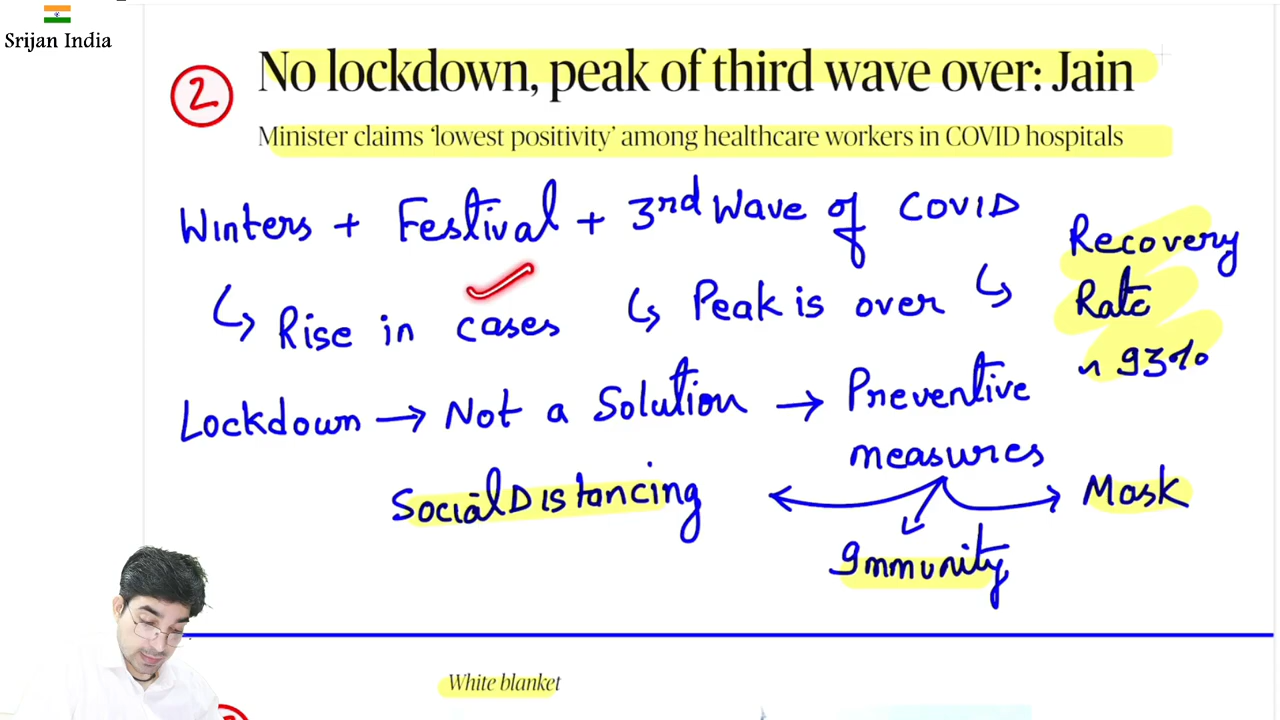 Srijan India
2
No lockdown, peak of third wave over: Jain
Minister claims ‘lowest positivity’ among healthcare workers in COVID hospitals
Winters + Festival + 3rd Wave of COVID
↳ Rise in cases ↳ Peak is over ↳ Recovery
Rate
~ 93%
Lockdown → Not a Solution → Preventive
measures
Social Distancing
Mask
Immunity
White blanket